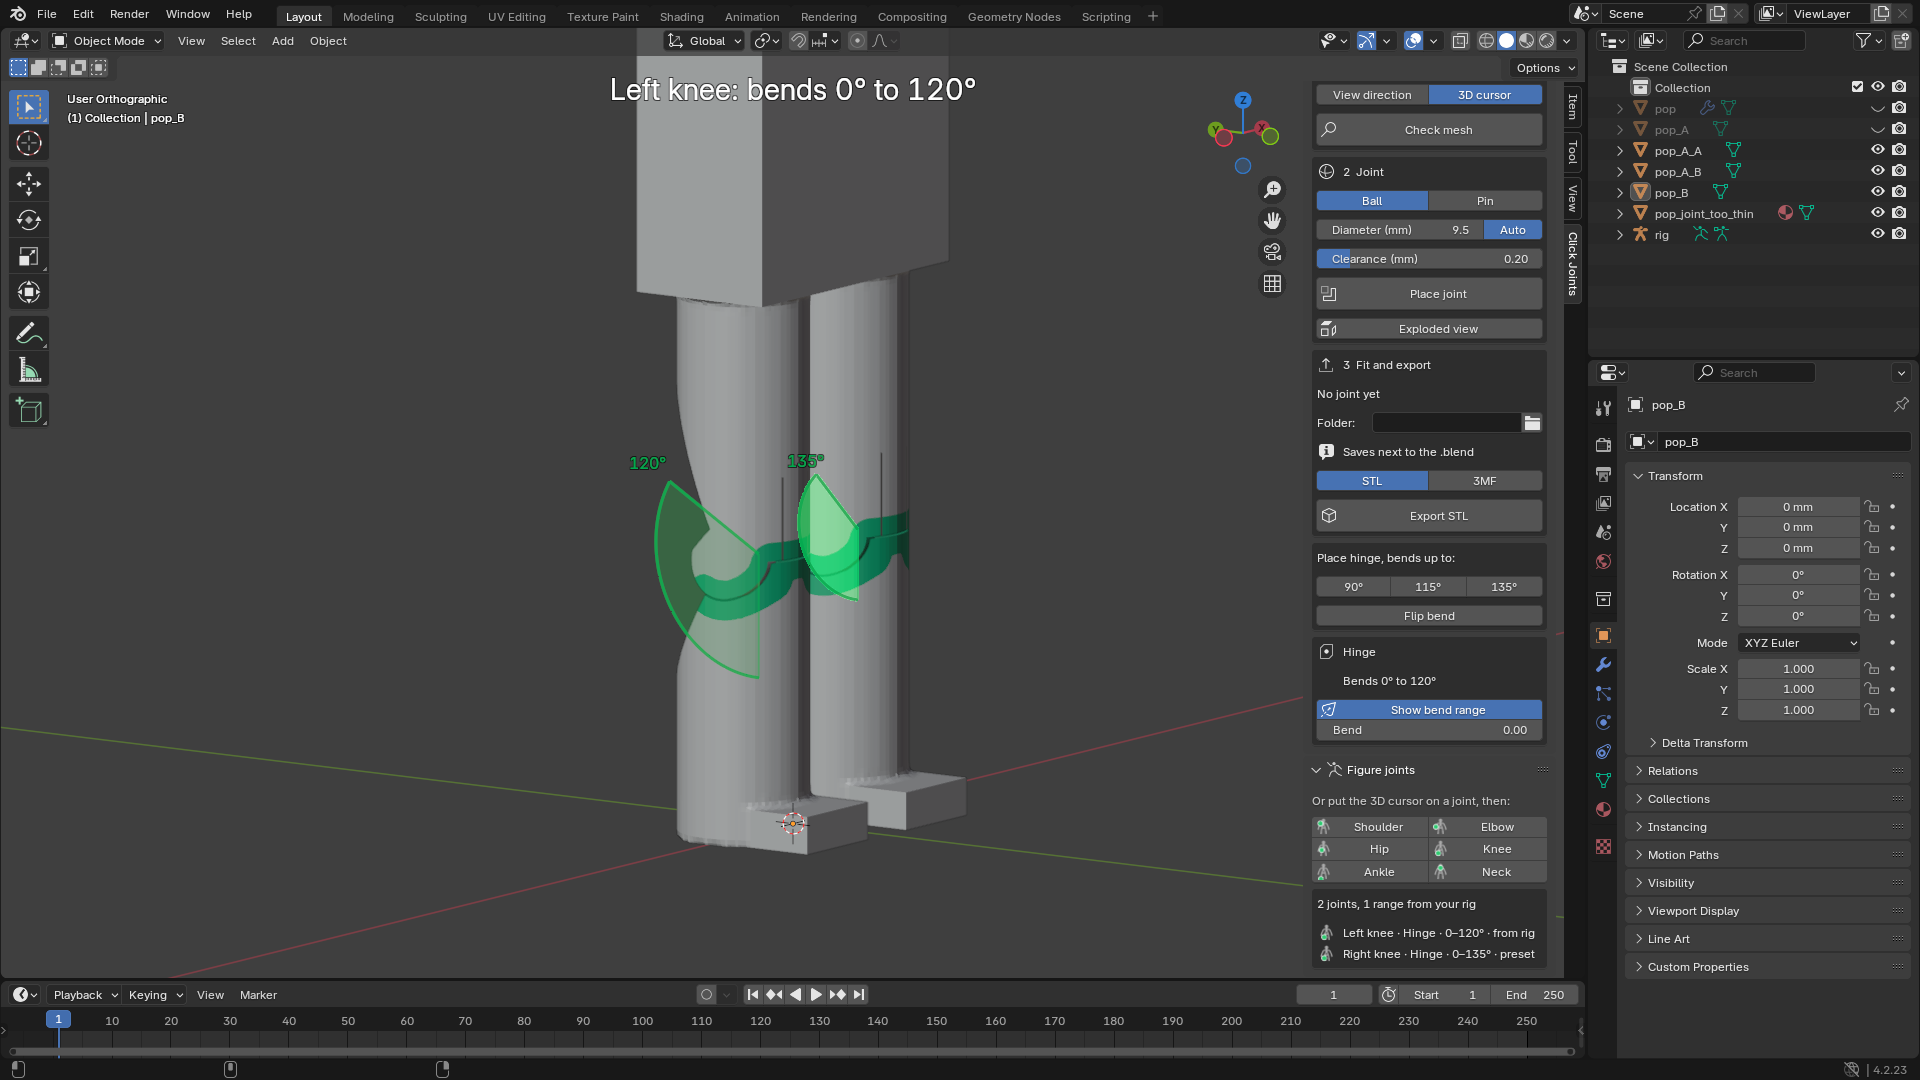 File Edit Render Window Help Layout Modeling Sculpting UV Editing Texture Paint Shading Animation Rendering Compositing Geometry Nodes Scripting Scene ViewLayer
Object Mode View Select Add Object Global Search
Options
User Orthographic
(1) Collection | pop_B
Left knee: bends 0° to 120°
Z
Y
X
120°
135°
View direction 3D cursor
Check mesh
2 Joint
Ball Pin
Diameter (mm) 9.5 Auto
Clearance (mm) 0.20
Place joint
Exploded view
3 Fit and export
No joint yet
Folder:
Saves next to the .blend
STL 3MF
Export STL
Place hinge, bends up to:
90° 115° 135°
Flip bend
Hinge
Bends 0° to 120°
Show bend range
Bend 0.00
Figure joints
Or put the 3D cursor on a joint, then:
Shoulder Elbow
Hip Knee
Ankle Neck
2 joints, 1 range from your rig
Left knee · Hinge · 0–120° · from rig
Right knee · Hinge · 0–135° · preset
Item
Tool
View
Click Joints
Scene Collection
Collection
pop
pop_A
pop_A_A
pop_A_B
pop_B
pop_joint_too_thin
rig
Search
pop_B
pop_B
Transform
Location X 0 mm
Y 0 mm
Z 0 mm
Rotation X 0°
Y 0°
Z 0°
Mode XYZ Euler
Scale X 1.000
Y 1.000
Z 1.000
Delta Transform
Relations
Collections
Instancing
Motion Paths
Visibility
Viewport Display
Line Art
Custom Properties
Playback Keying View Marker 1 Start 1 End 250
1 10 20 30 40 50 60 70 80 90 100 110 120 130 140 150 160 170 180 190 200 210 220 230 240 250
4.2.23